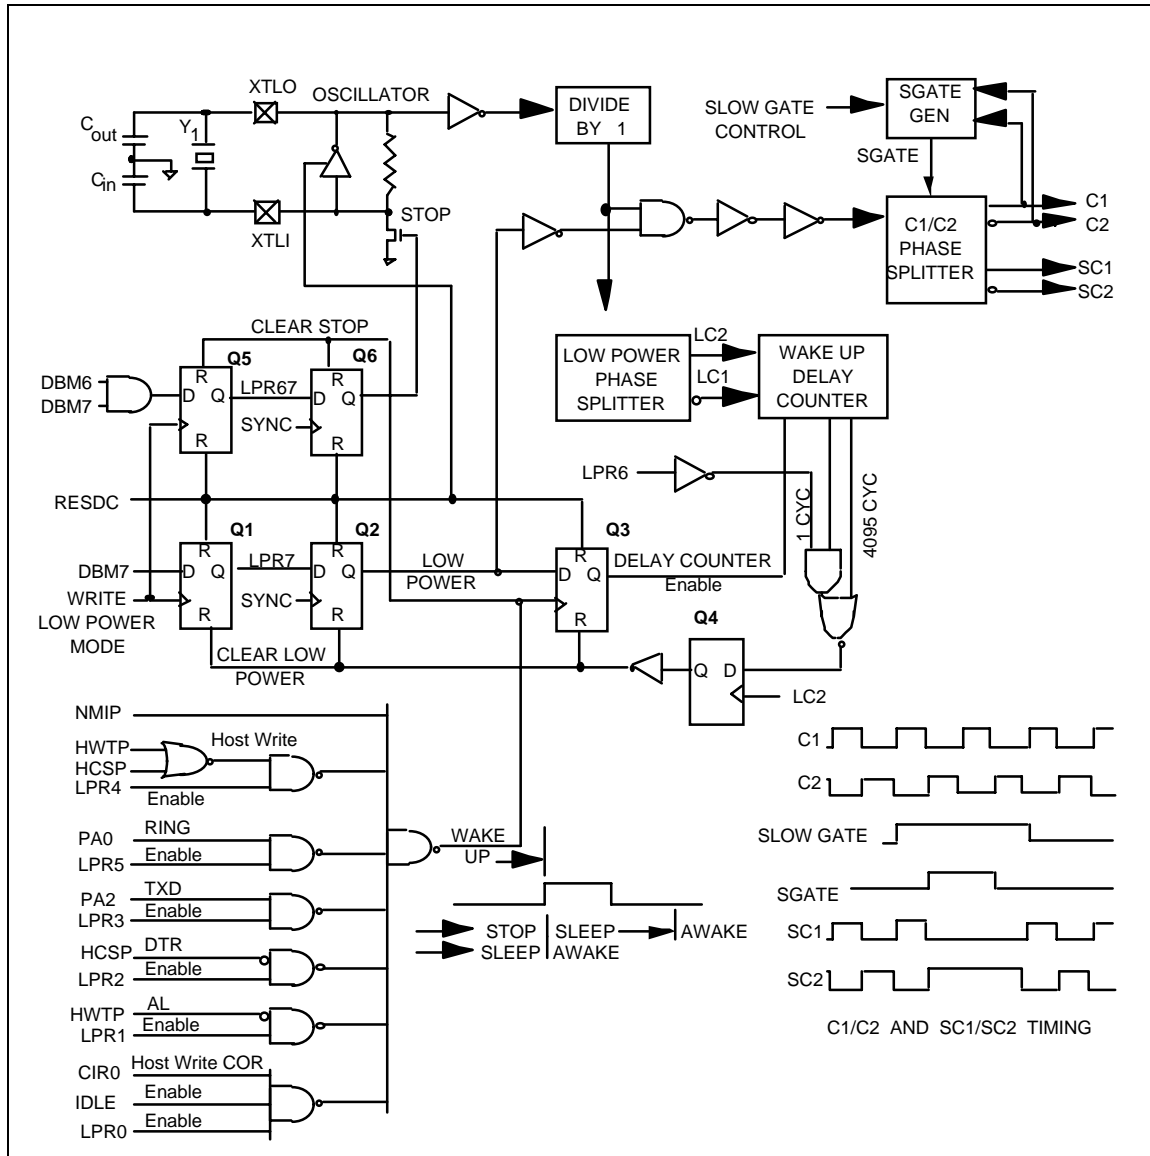 XTLO
OSCILLATOR
DIVIDE
BY 1
SLOW GATE
CONTROL
SGATE
GEN
SGATE
Cout
Y1
Cin
XTLI
STOP
C1/C2
PHASE
SPLITTER
C1
C2
SC1
SC2
CLEAR STOP
Q5
Q6
DBM6
DBM7
R
D Q
R
LPR67
SYNC
R
D Q
R
LOW POWER
PHASE
SPLITTER
LC2
LC1
WAKE UP
DELAY
COUNTER
LPR6
1 CYC
4095 CYC
RESDC
Q1
Q2
Q3
DBM7
WRITE
LOW POWER
MODE
R
D Q
R
LPR7
SYNC
R
D Q
R
LOW
POWER
R
D Q
R
DELAY COUNTER
Enable
Q4
Q D
LC2
CLEAR LOW
POWER
NMIP
HWTP
HCSP
LPR4
Host Write
Enable
PA0
RING
LPR5
Enable
PA2
TXD
LPR3
Enable
HCSP
DTR
LPR2
Enable
HWTP
AL
LPR1
Enable
CIR0
Host Write COR
IDLE
Enable
LPR0
Enable
WAKE
UP
STOP
SLEEP
AWAKE
SLEEP
AWAKE
C1
C2
SLOW GATE
SGATE
SC1
SC2
C1/C2 AND SC1/SC2 TIMING